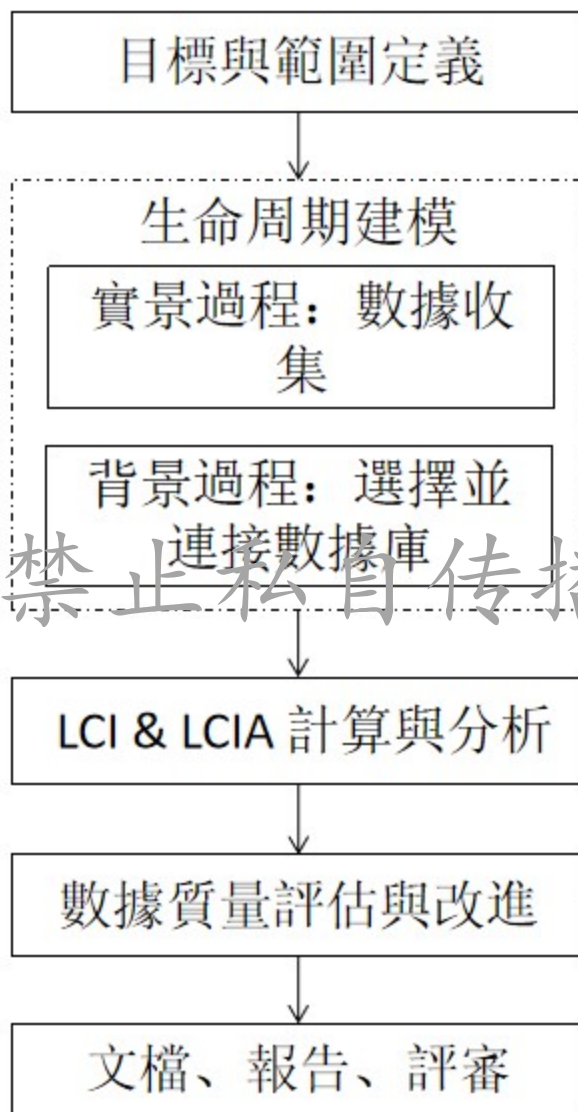 目標與範圍定義
生命周期建模
實景過程：數據收
集
背景過程：選擇並
連接數據庫
禁止私自传播
LCI & LCIA 計算與分析
數據質量評估與改進
文檔、報告、評審